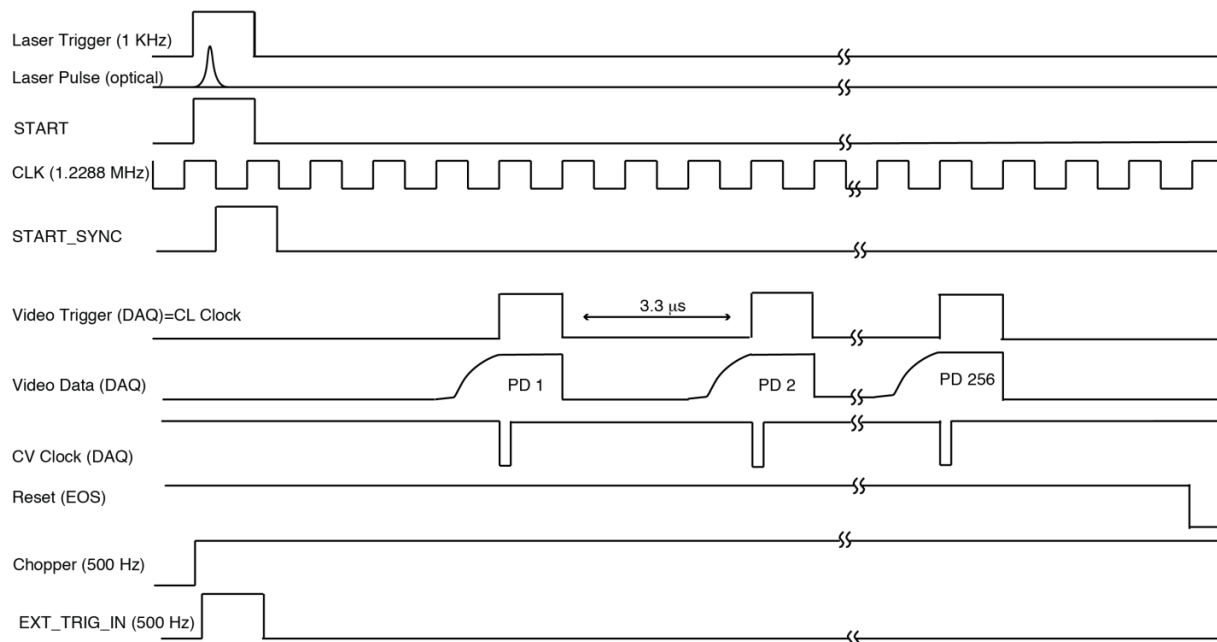 Laser Trigger (1 KHz)
Laser Pulse (optical)
START
CLK (1.2288 MHz)
START_SYNC
Video Trigger (DAQ)=CL Clock
3.3 μs
Video Data (DAQ)
PD 1
PD 2
PD 256
CV Clock (DAQ)
Reset (EOS)
Chopper (500 Hz)
EXT_TRIG_IN (500 Hz)